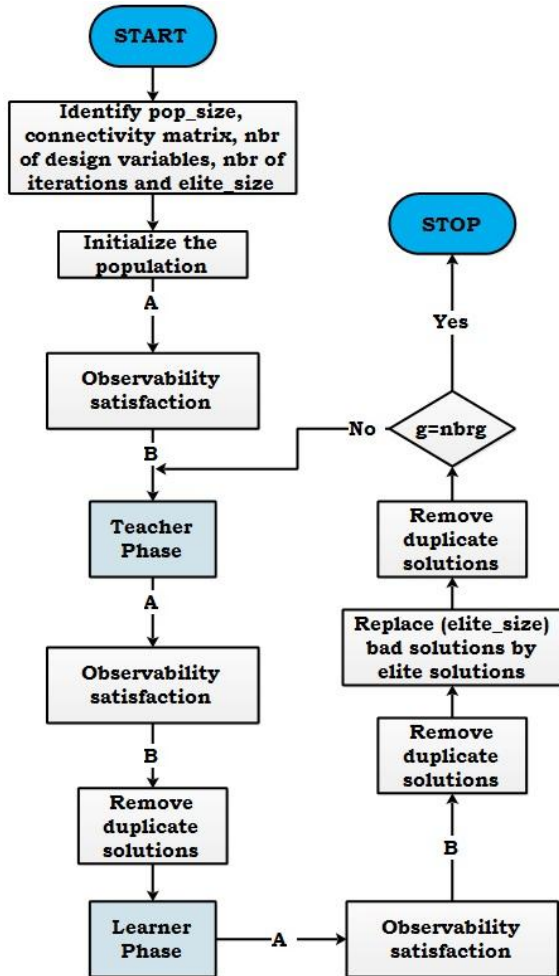 START
Identify pop_size,
connectivity matrix, nbr
of design variables, nbr of
iterations and elite_size
Initialize the
population
A
Observability
satisfaction
B
Teacher
Phase
A
Observability
satisfaction
B
Remove
duplicate
solutions
Learner
Phase
A
Observability
satisfaction
B
Remove
duplicate
solutions
Replace (elite_size)
bad solutions by
elite solutions
Remove
duplicate
solutions
g=nbrg
No
Yes
STOP